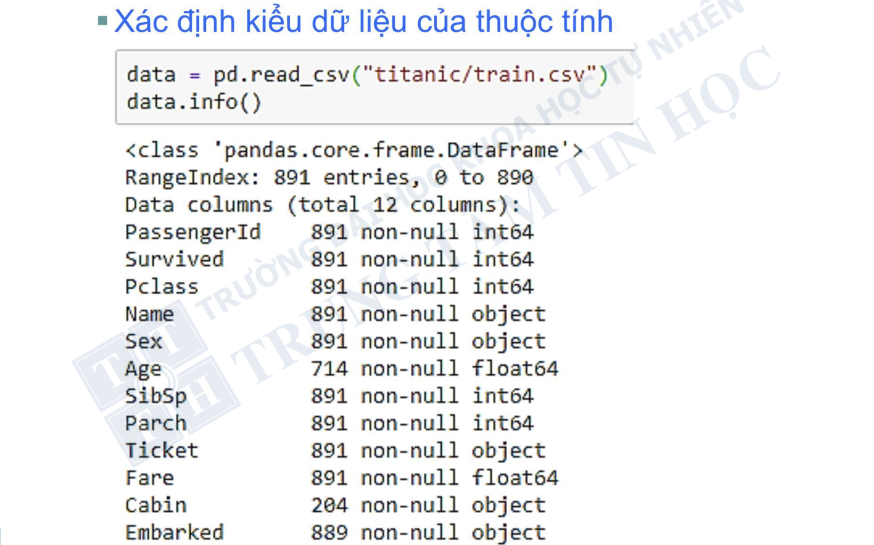 ▪ Xác định kiểu dữ liệu của thuộc tính
data = pd.read_csv("titanic/train.csv")
data.info()
<class 'pandas.core.frame.DataFrame'>
RangeIndex: 891 entries, 0 to 890
Data columns (total 12 columns):
PassengerId    891 non-null int64
Survived       891 non-null int64
Pclass         891 non-null int64
Name           891 non-null object
Sex            891 non-null object
Age            714 non-null float64
SibSp          891 non-null int64
Parch          891 non-null int64
Ticket         891 non-null object
Fare           891 non-null float64
Cabin          204 non-null object
Embarked       889 non-null object
TRƯỜNG ĐẠI HỌC KHOA HỌC TỰ NHIÊN
TRUNG TÂM TIN HỌC